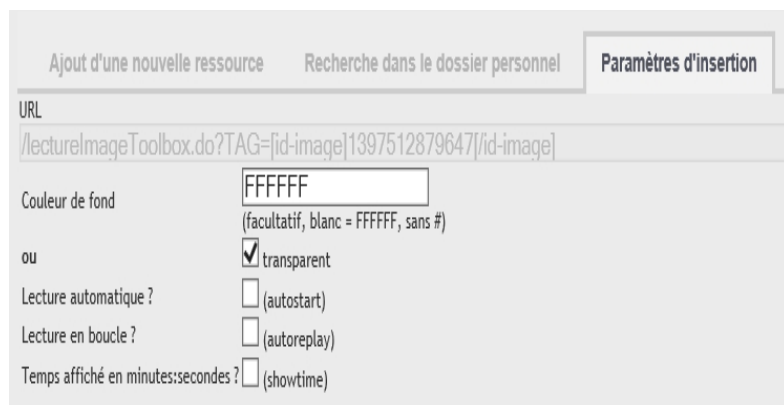 Ajout d'une nouvelle ressource Recherche dans le dossier personnel Paramètres d'insertion
URL
/lectureImageToolbox.do?TAG=[id-image]1397512879647[/id-image]
Couleur de fond FFFFFF
(facultatif, blanc = FFFFFF, sans #)
ou transparent
Lecture automatique ? (autostart)
Lecture en boucle ? (autoreplay)
Temps affiché en minutes:secondes ? (showtime)